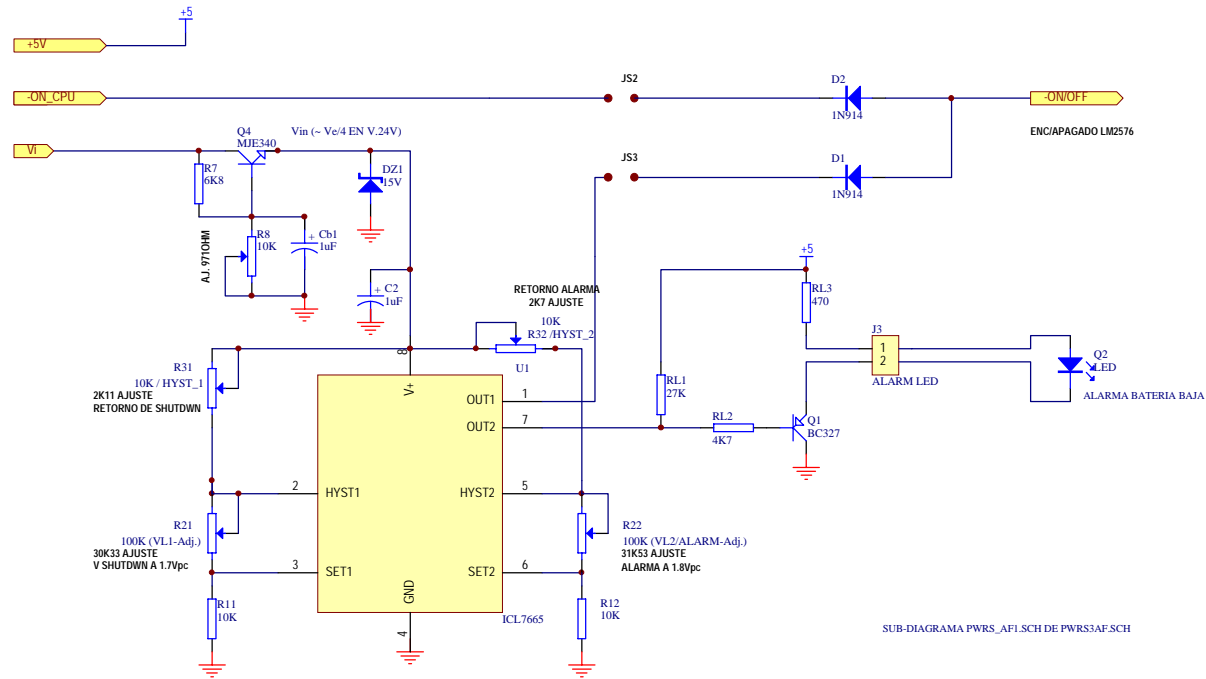 +5
+5V
JS2
D2
-ON_CPU
-ON/OFF
1N914
ENC/APAGADO LM2576
Q4
MJE340
Vin (~ Ve/4 EN V.24V)
Vi
JS3
D1
1N914
R7
6K8
DZ1
15V
R8
10K
+
Cb1
1uF
AJ. 971OHM
+5
+
C2
1uF
RETORNO ALARMA
2K7 AJUSTE
RL3
470
10K
R32 /HYST_2
J3
1
2
ALARM LED
Q2
LED
ALARMA BATERIA BAJA
R31
10K / HYST_1
2K11 AJUSTE
RETORNO DE SHUTDWN
8
V+
U1
OUT1
1
OUT2
7
RL1
27K
RL2
4K7
Q1
BC327
2
HYST1
HYST2
5
R21
100K (VL1-Adj.)
30K33 AJUSTE
V SHUTDWN A 1.7Vpc
R22
100K (VL2/ALARM-Adj.)
31K53 AJUSTE
ALARMA A 1.8Vpc
3
SET1
SET2
6
R11
10K
GND
4
ICL7665
R12
10K
SUB-DIAGRAMA PWRS_AF1.SCH DE PWRS3AF.SCH